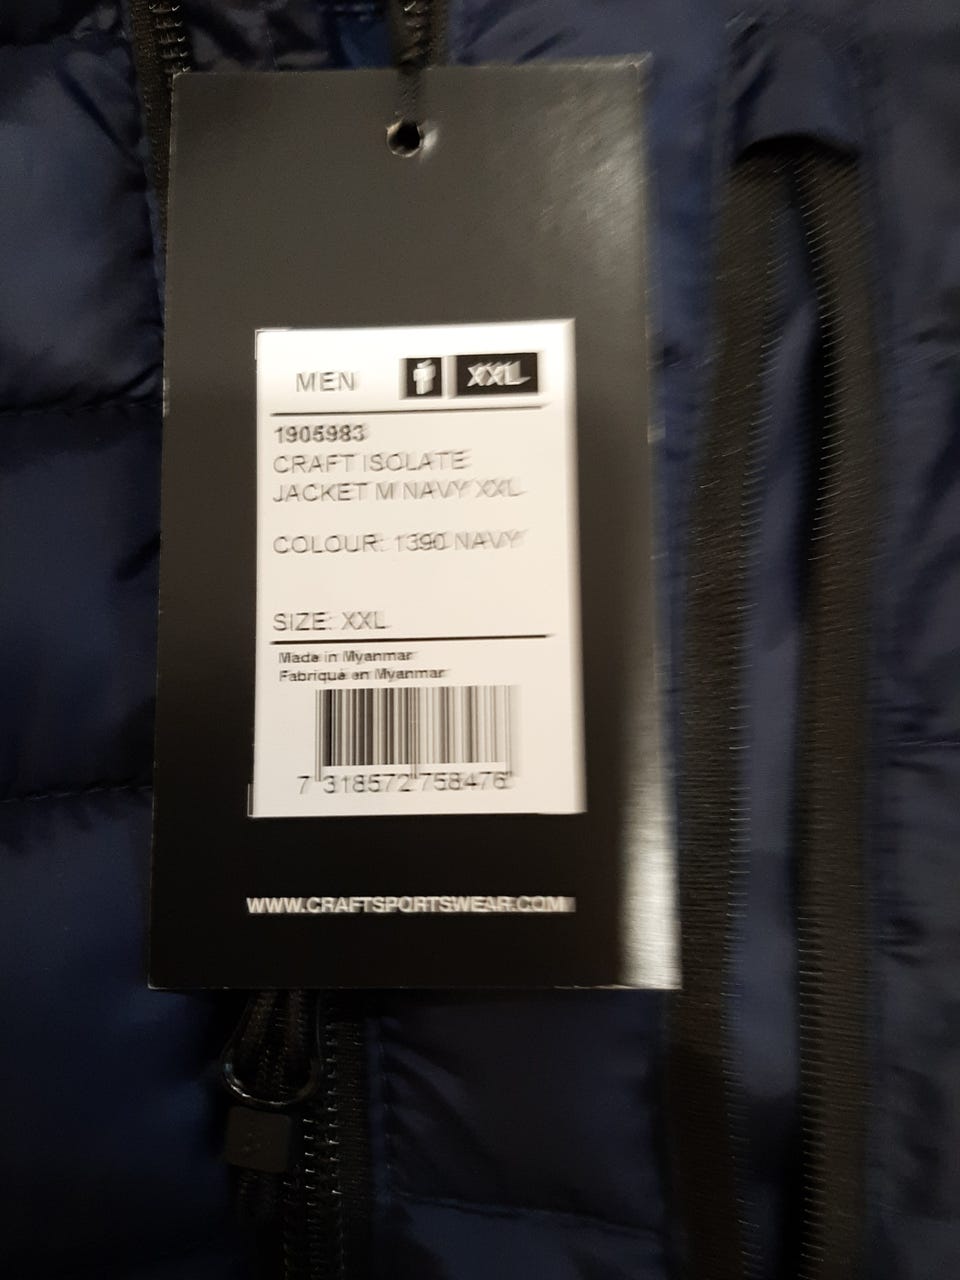 MEN XXL
1905983
CRAFT ISOLATE
JACKET M NAVY XXL
COLOUR: 1390 NAVY
SIZE: XXL
Made in Myanmar
Fabriqué en Myanmar
7 318572 758476
WWW.CRAFTSPORTSWEAR.COM